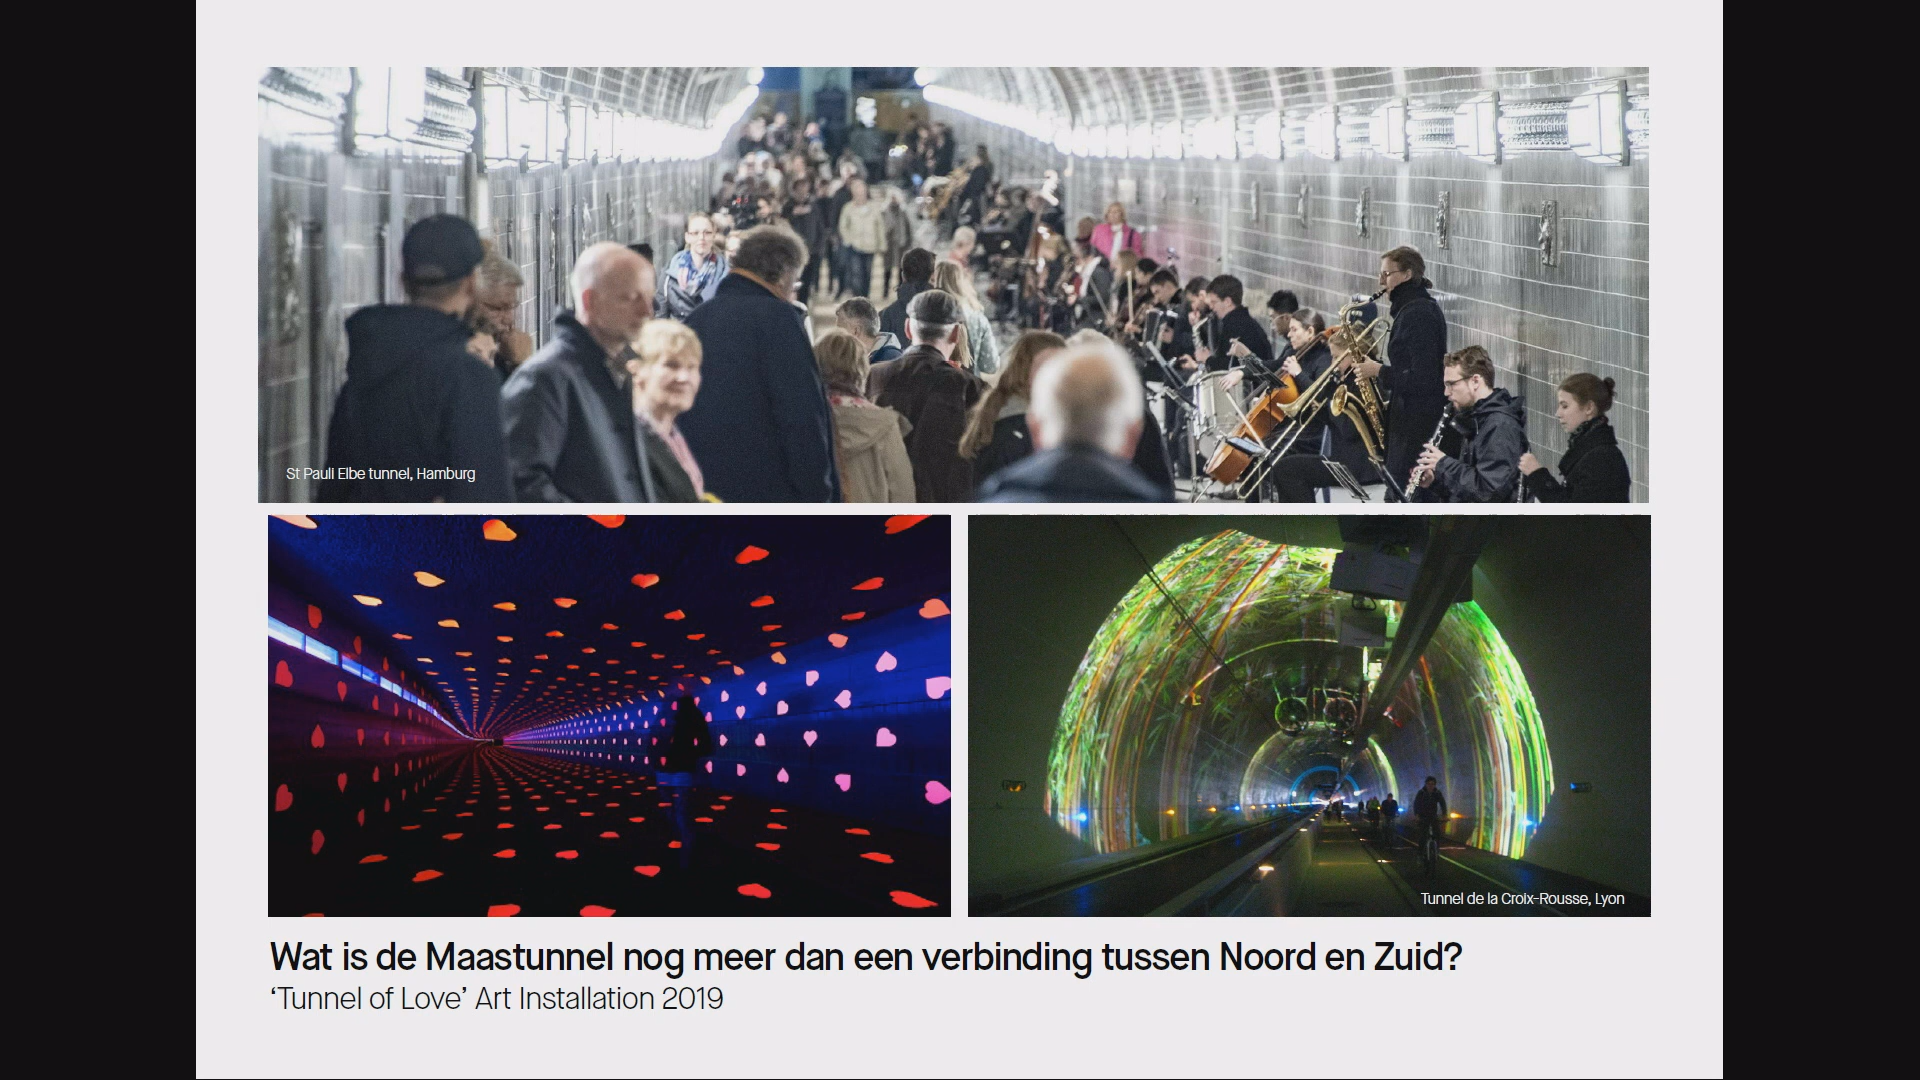 St Pauli Elbe tunnel, Hamburg
Tunnel de la Croix-Rousse, Lyon
Wat is de Maastunnel nog meer dan een verbinding tussen Noord en Zuid?
‘Tunnel of Love’ Art Installation 2019